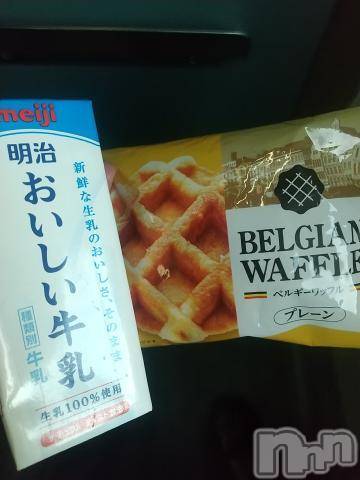 meiji
明治
おいしい牛乳
新鮮な生乳のおいしさ、そのまま。
種類別 牛乳
生乳100%使用
BELGIAN
WAFFLE
ベルギーワッフル
プレーン
nnn